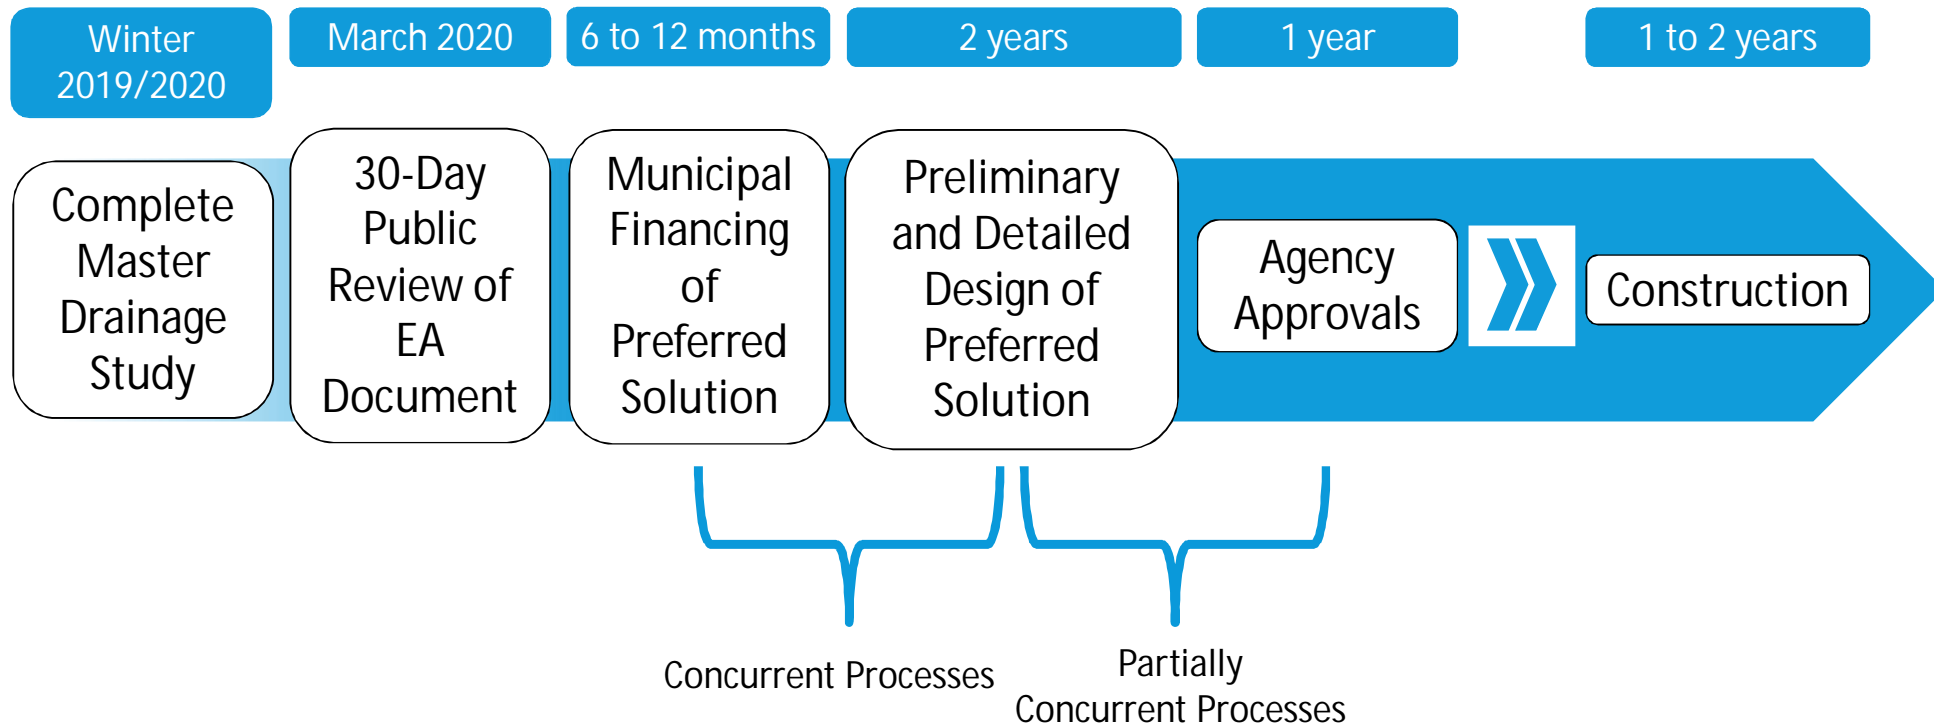 Winter
2019/2020
March 2020
6 to 12 months
2 years
1 year
1 to 2 years
Complete
Master
Drainage
Study
30-Day
Public
Review of
EA
Document
Municipal
Financing
of
Preferred
Solution
Preliminary
and Detailed
Design of
Preferred
Solution
Agency
Approvals
Construction
Concurrent Processes
Partially
Concurrent Processes